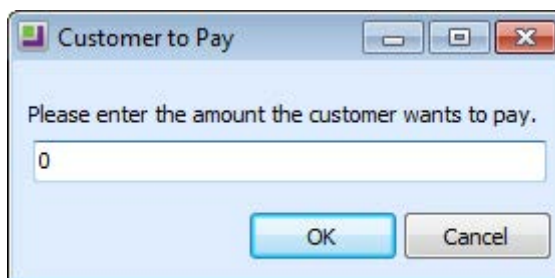 Customer to Pay
Please enter the amount the customer wants to pay.
0
OK Cancel